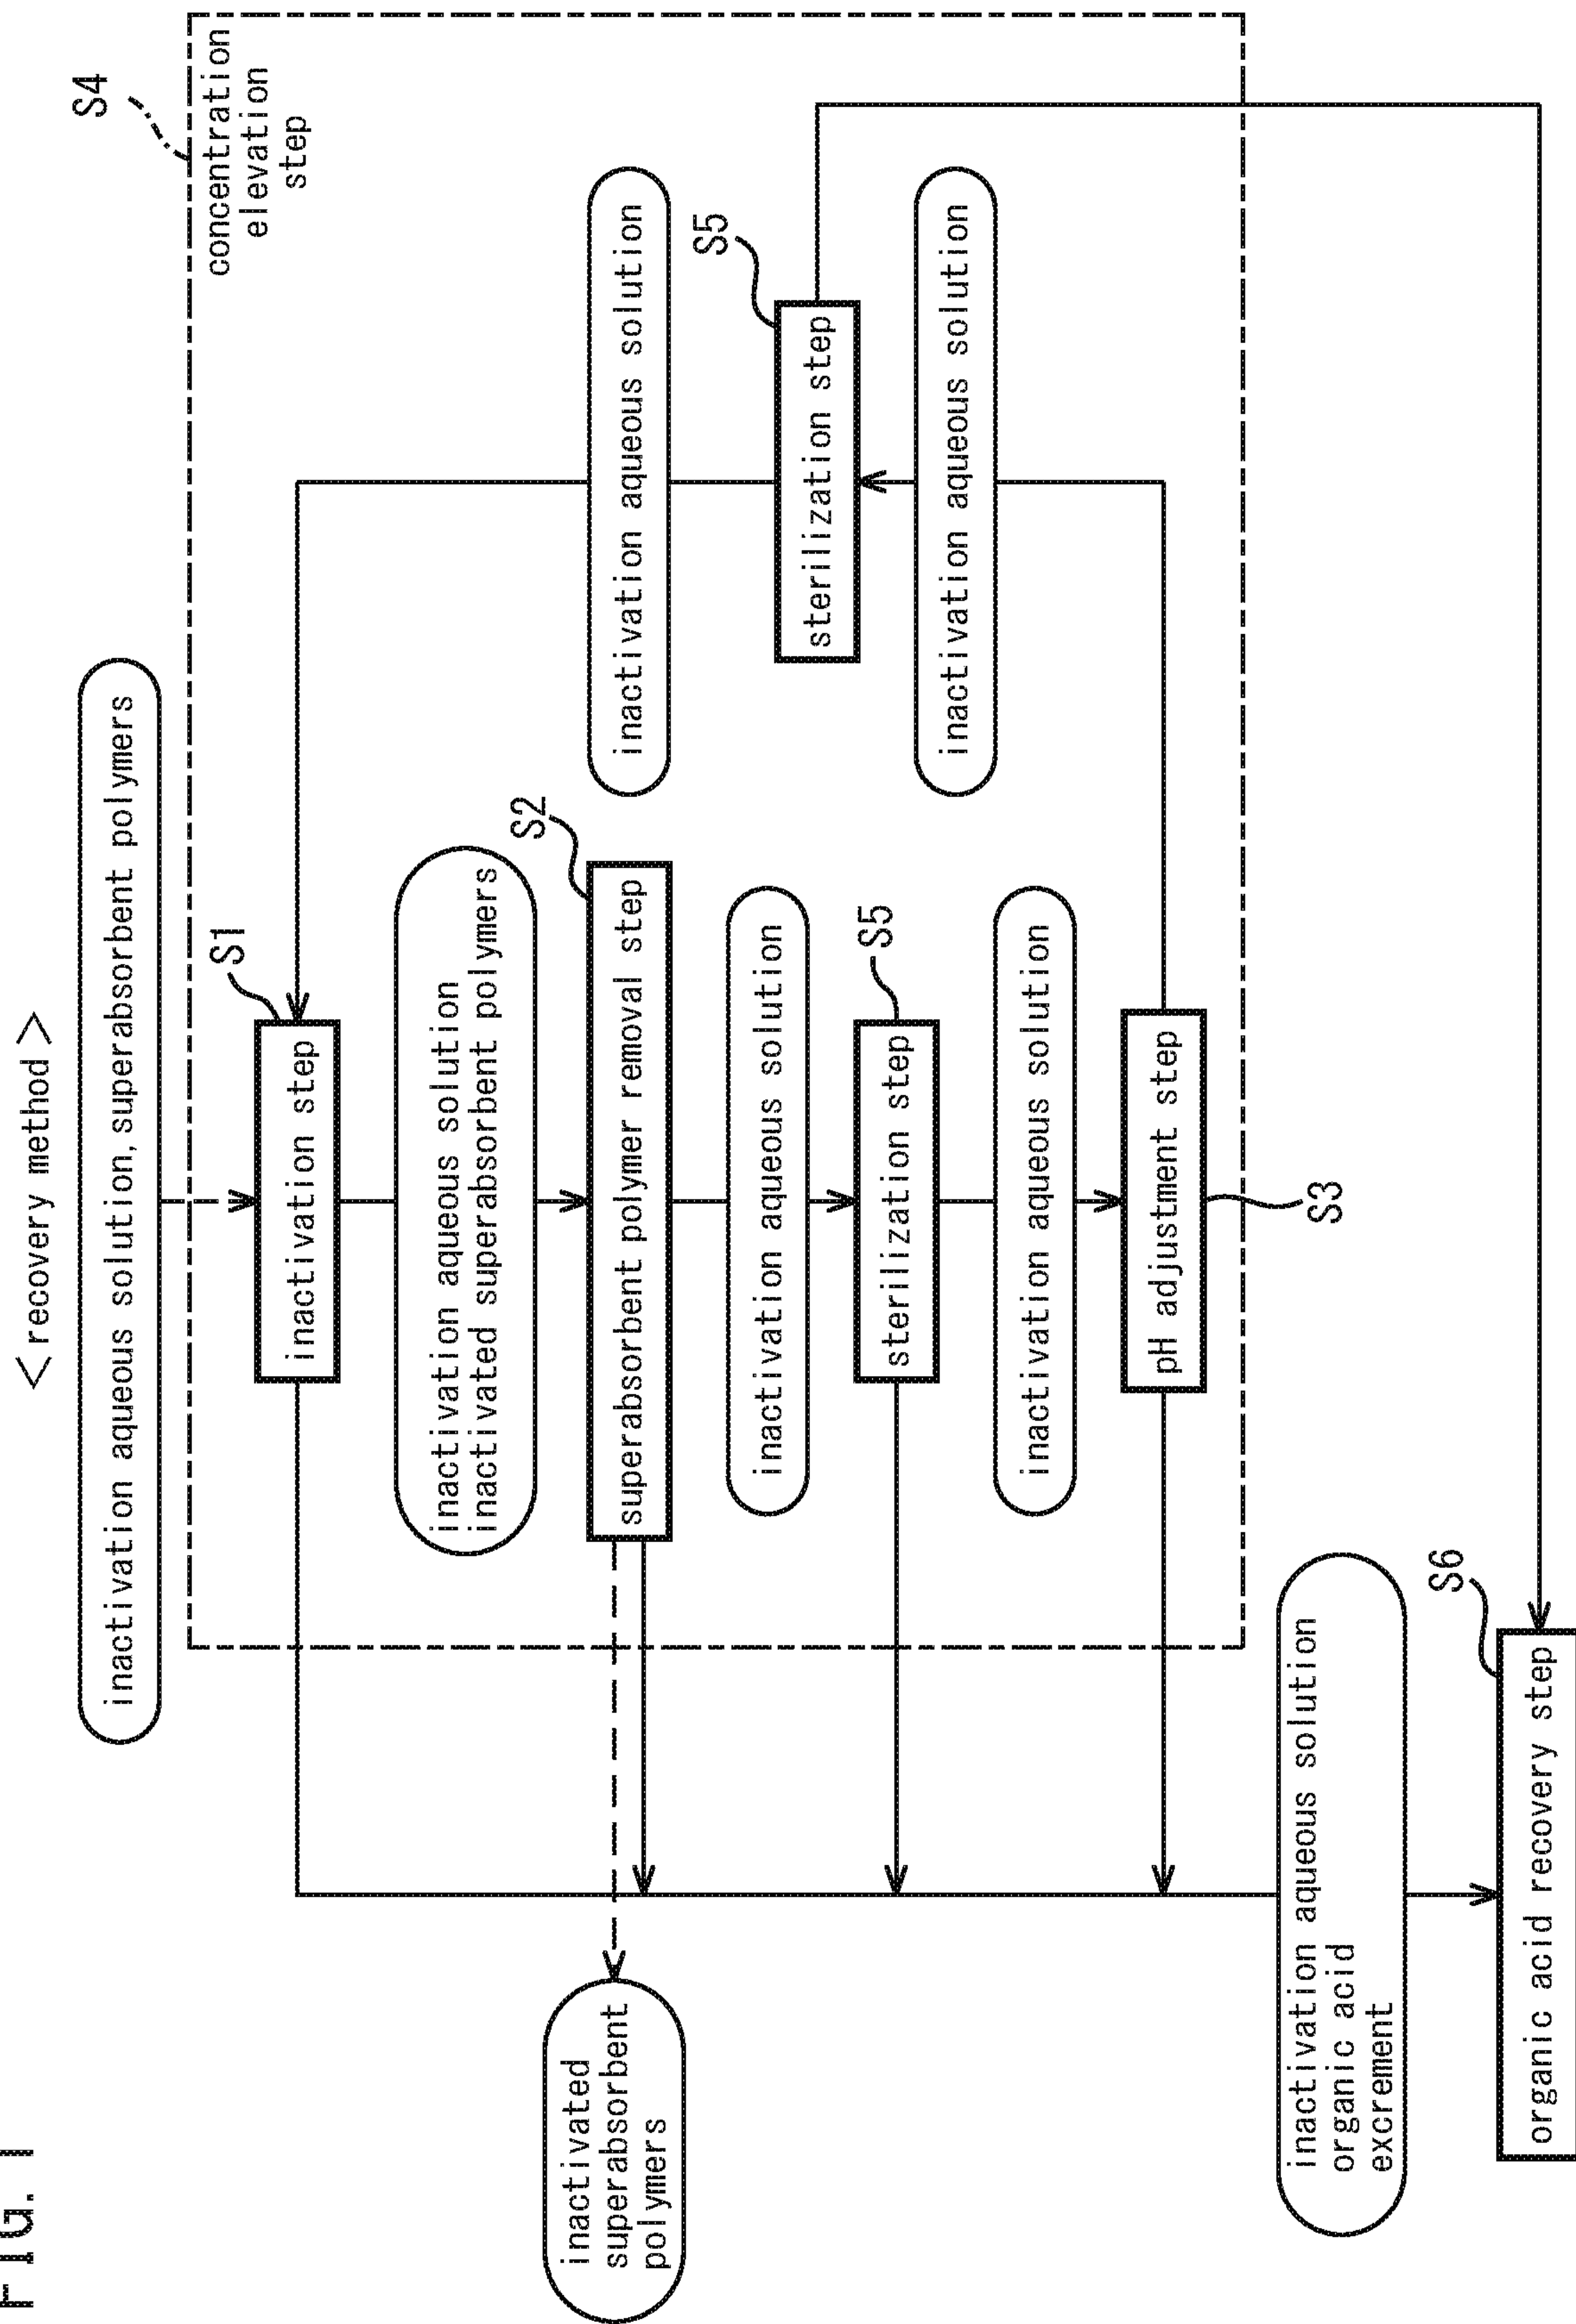 FIG. 1
<recovery method>
inactivation aqueous solution, superabsorbent polymers
S4
concentration
elevation
step
S1
inactivation step
inactivation aqueous solution
inactivated superabsorbent polymers
S2
superabsorbent polymer removal step
inactivated
superabsorbent
polymers
inactivation aqueous solution
S5
sterilization step
inactivation aqueous solution
pH adjustment step
S3
inactivation aqueous solution
S5
sterilization step
inactivation aqueous solution
inactivation aqueous solution
organic acid
excrement
S6
organic acid recovery step